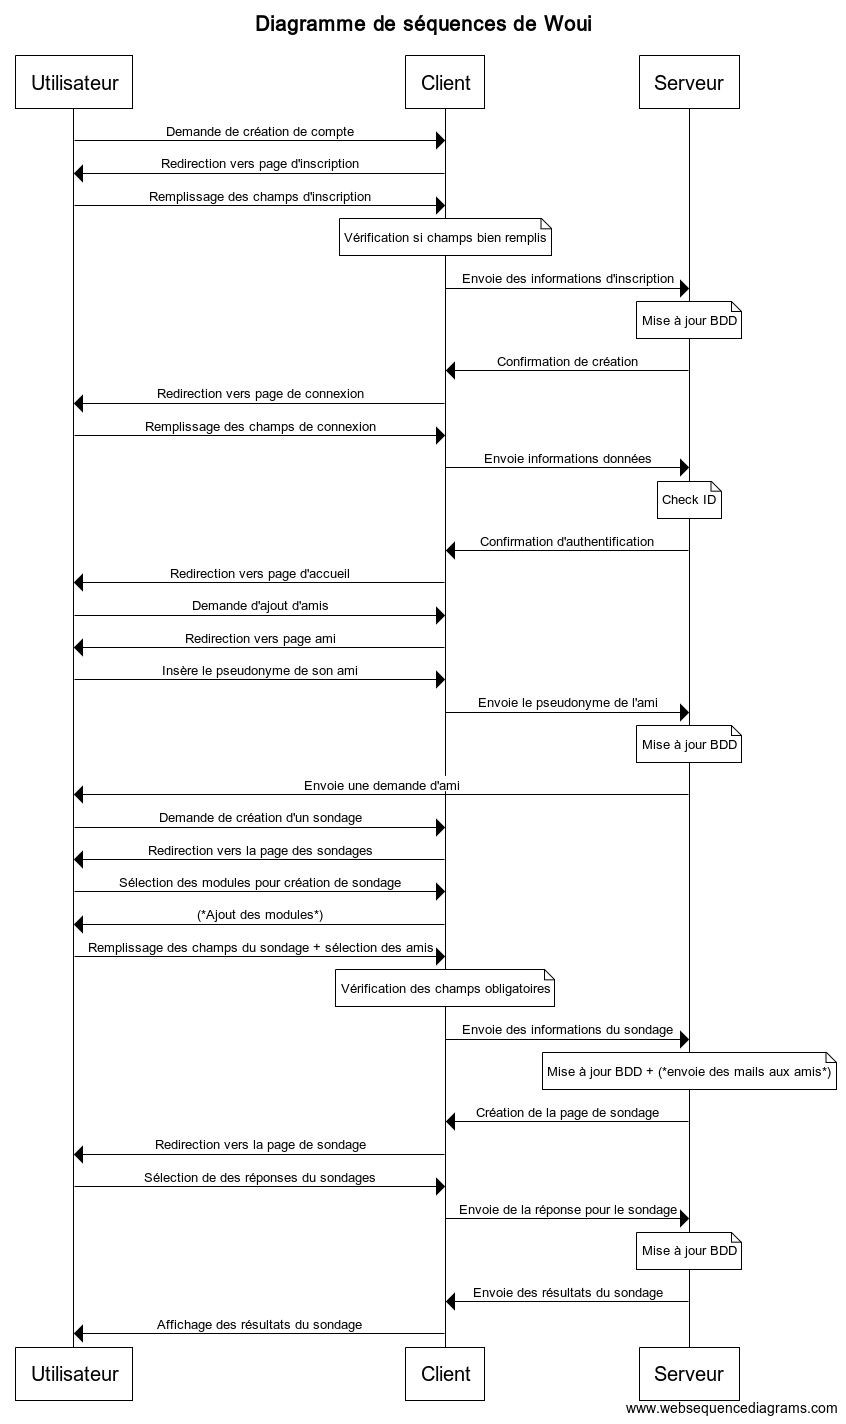 Diagramme de séquences de Woui
Utilisateur
Client
Serveur
Demande de création de compte
Redirection vers page d'inscription
Remplissage des champs d'inscription
Vérification si champs bien remplis
Envoie des informations d'inscription
Mise à jour BDD
Confirmation de création
Redirection vers page de connexion
Remplissage des champs de connexion
Envoie informations données
Check ID
Confirmation d'authentification
Redirection vers page d'accueil
Demande d'ajout d'amis
Redirection vers page ami
Insère le pseudonyme de son ami
Envoie le pseudonyme de l'ami
Mise à jour BDD
Envoie une demande d'ami
Demande de création d'un sondage
Redirection vers la page des sondages
Sélection des modules pour création de sondage
(*Ajout des modules*)
Remplissage des champs du sondage + sélection des amis
Vérification des champs obligatoires
Envoie des informations du sondage
Mise à jour BDD + (*envoie des mails aux amis*)
Création de la page de sondage
Redirection vers la page de sondage
Sélection de des réponses du sondages
Envoie de la réponse pour le sondage
Mise à jour BDD
Envoie des résultats du sondage
Affichage des résultats du sondage
Utilisateur
Client
Serveur
www.websequencediagrams.com